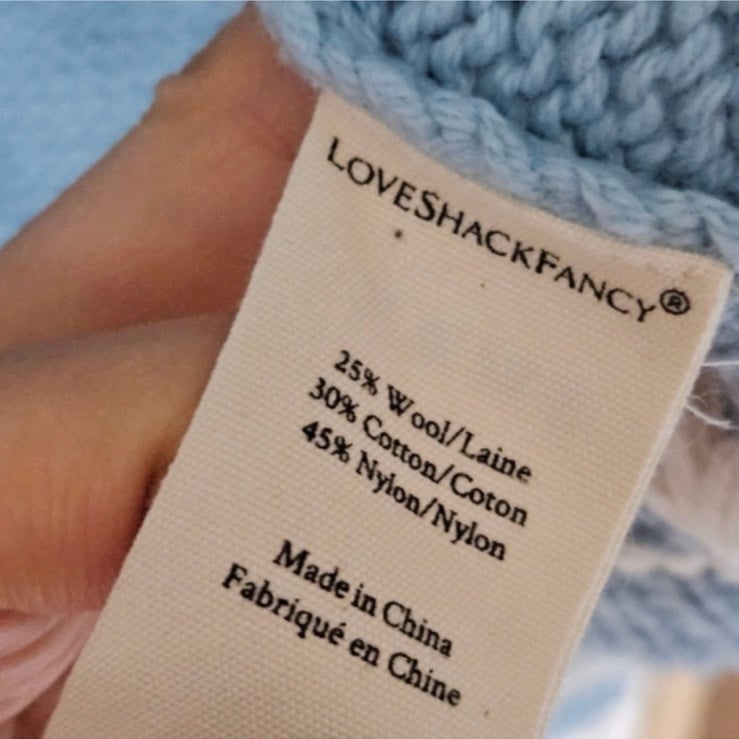 LOVESHACKFANCY®
25% Wool/Laine
30% Cotton/Coton
45% Nylon/Nylon
Made in China
Fabriqué en Chine